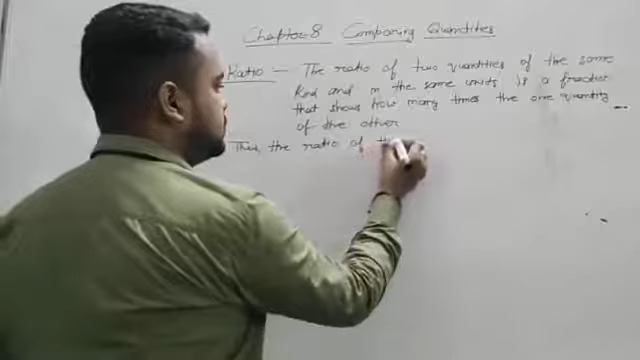 Chapter-8 Comparing Quantities
Ratio :- The ratio of two quantities of the same
Kind and in the same units, is a fraction
that shows how many times the one quantity
of the other
Thus, the ratio of